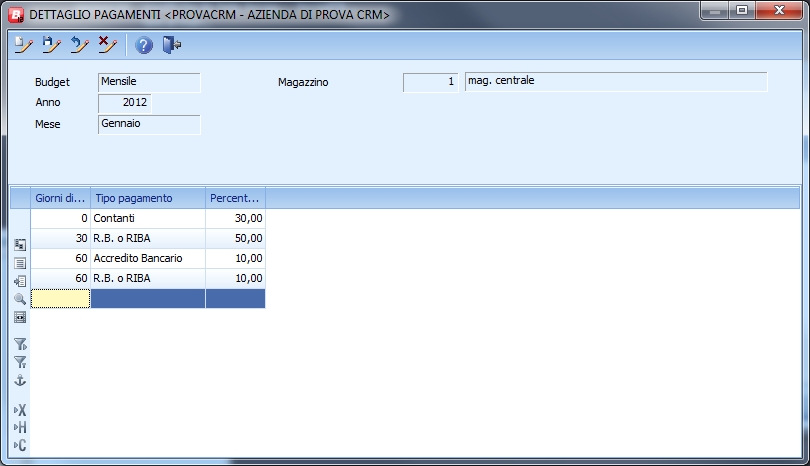 DETTAGLIO PAGAMENTI <PROVACRM - AZIENDA DI PROVA CRM>
Budget Mensile Magazzino 1 mag. centrale
Anno 2012
Mese Gennaio
Giorni di... Tipo pagamento Percent...
0 Contanti 30,00
30 R.B. o RIBA 50,00
60 Accredito Bancario 10,00
60 R.B. o RIBA 10,00
X
H
C